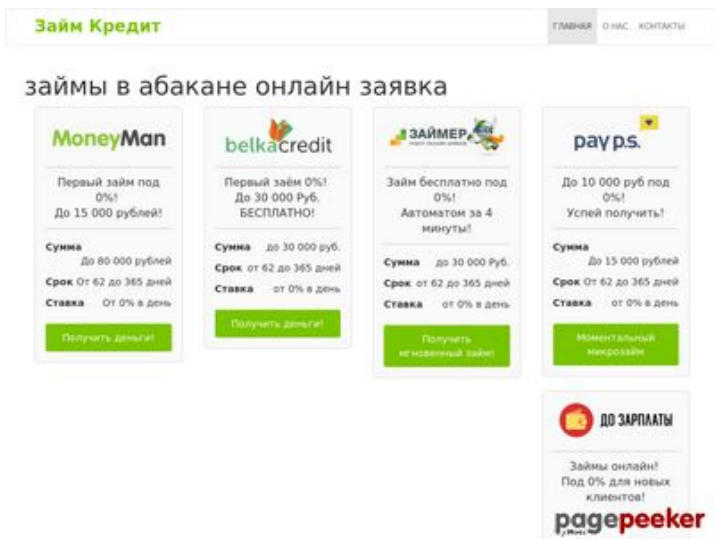 Займ Кредит
ГЛАВНАЯ О НАС КОНТАКТЫ
займы в абакане онлайн заявка
MoneyMan
Первый займ под
0%!
До 15 000 рублей!
Сумма
До 80 000 рублей
Срок От 62 до 365 дней
Ставка От 0% в день
Получить деньги!
belkacredit
Первый заём 0%!
До 30 000 Руб.
БЕСПЛАТНО!
Сумма до 30 000 руб.
Срок от 62 до 365 дней
Ставка от 0% в день
Получить деньги!
ЗАЙМЕР
Займ бесплатно под
0%!
Автоматом за 4
минуты!
Сумма до 30 000 Руб.
Срок от 62 до 365 дней
Ставка от 0% в день
Получить
мгновенный займ!
pay p.s.
До 10 000 руб под
0%!
Успей получить!
Сумма
До 15 000 рублей
Срок От 62 до 365 дней
Ставка от 0% в день
Моментальный
микрозайм
ДО ЗАРПЛАТЫ
Займы онлайн!
Под 0% для новых
клиентов!
pagepeeker